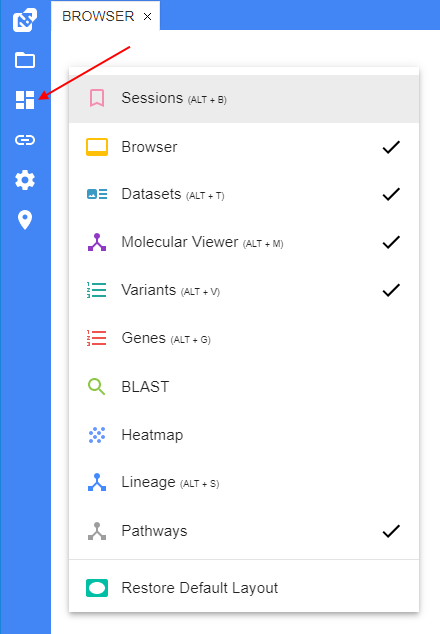 BROWSER ×
Sessions (ALT + B)
Browser
Datasets (ALT + T)
Molecular Viewer (ALT + M)
Variants (ALT + V)
Genes (ALT + G)
BLAST
Heatmap
Lineage (ALT + S)
Pathways
Restore Default Layout